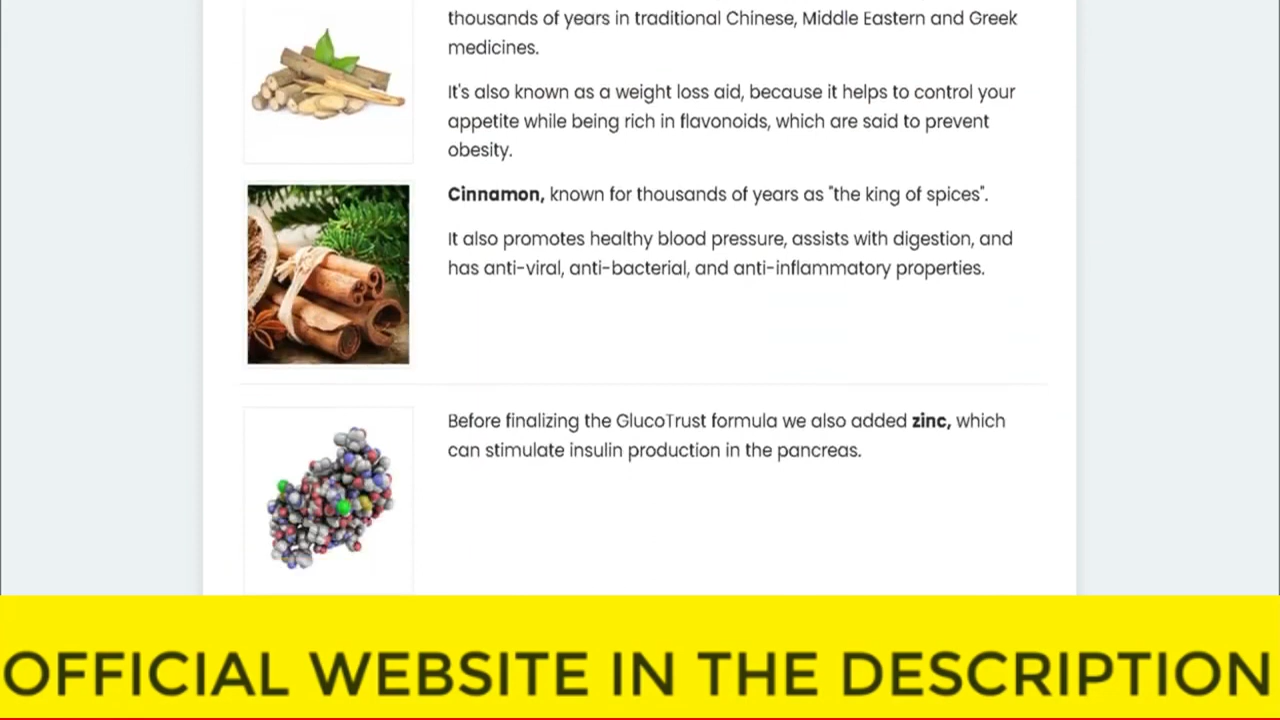 thousands of years in traditional Chinese, Middle Eastern and Greek
medicines.
It's also known as a weight loss aid, because it helps to control your
appetite while being rich in flavonoids, which are said to prevent
obesity.
Cinnamon, known for thousands of years as "the king of spices".
It also promotes healthy blood pressure, assists with digestion, and
has anti-viral, anti-bacterial, and anti-inflammatory properties.
Before finalizing the GlucoTrust formula we also added zinc, which
can stimulate insulin production in the pancreas.
OFFICIAL WEBSITE IN THE DESCRIPTION